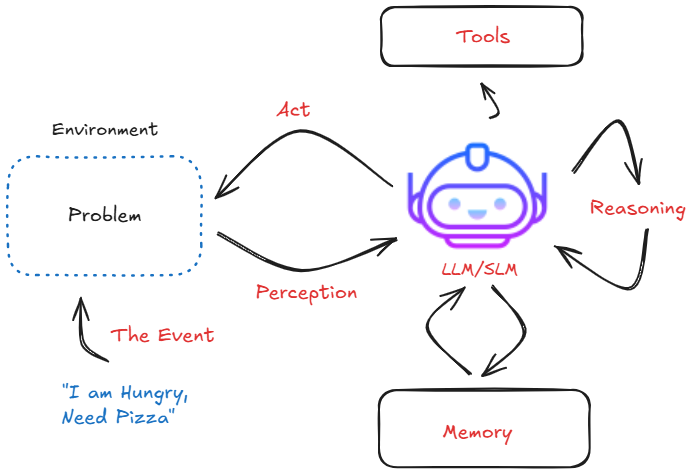 Tools
Act
Environment
Problem
Reasoning
LLM/SLM
Perception
The Event
"I am Hungry,
Need Pizza"
Memory